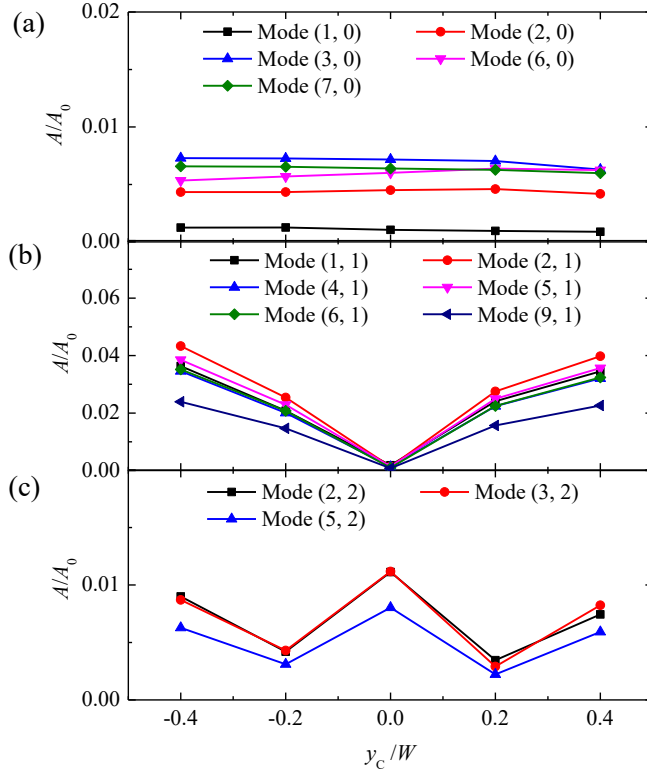 (a)
0.02
Mode (1, 0) Mode (2, 0)
Mode (3, 0) Mode (6, 0)
Mode (7, 0)
A/A0
0.01
0.00
(b)
Mode (1, 1) Mode (2, 1)
Mode (4, 1) Mode (5, 1)
Mode (6, 1) Mode (9, 1)
0.06
A/A0
0.04
0.02
0.00
(c)
Mode (2, 2) Mode (3, 2)
Mode (5, 2)
A/A0
0.01
0.00
-0.4 -0.2 0.0 0.2 0.4
yC/W